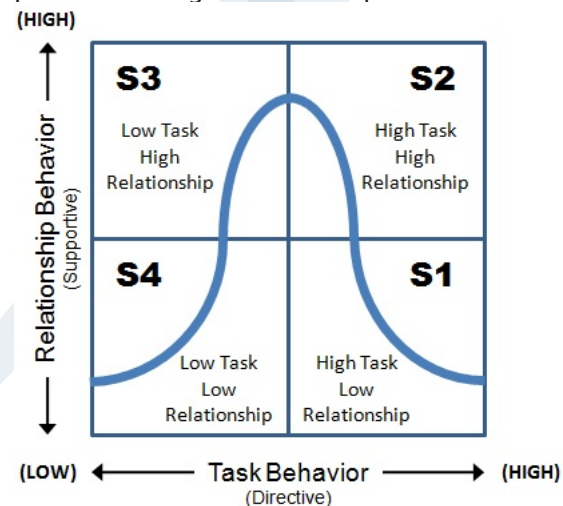 (HIGH)
S3
Low Task
High
Relationship
S2
High Task
High
Relationship
Relationship Behavior
(Supportive)
S4
Low Task
Low
Relationship
S1
High Task
Low
Relationship
(LOW)
Task Behavior
(HIGH)
(Directive)